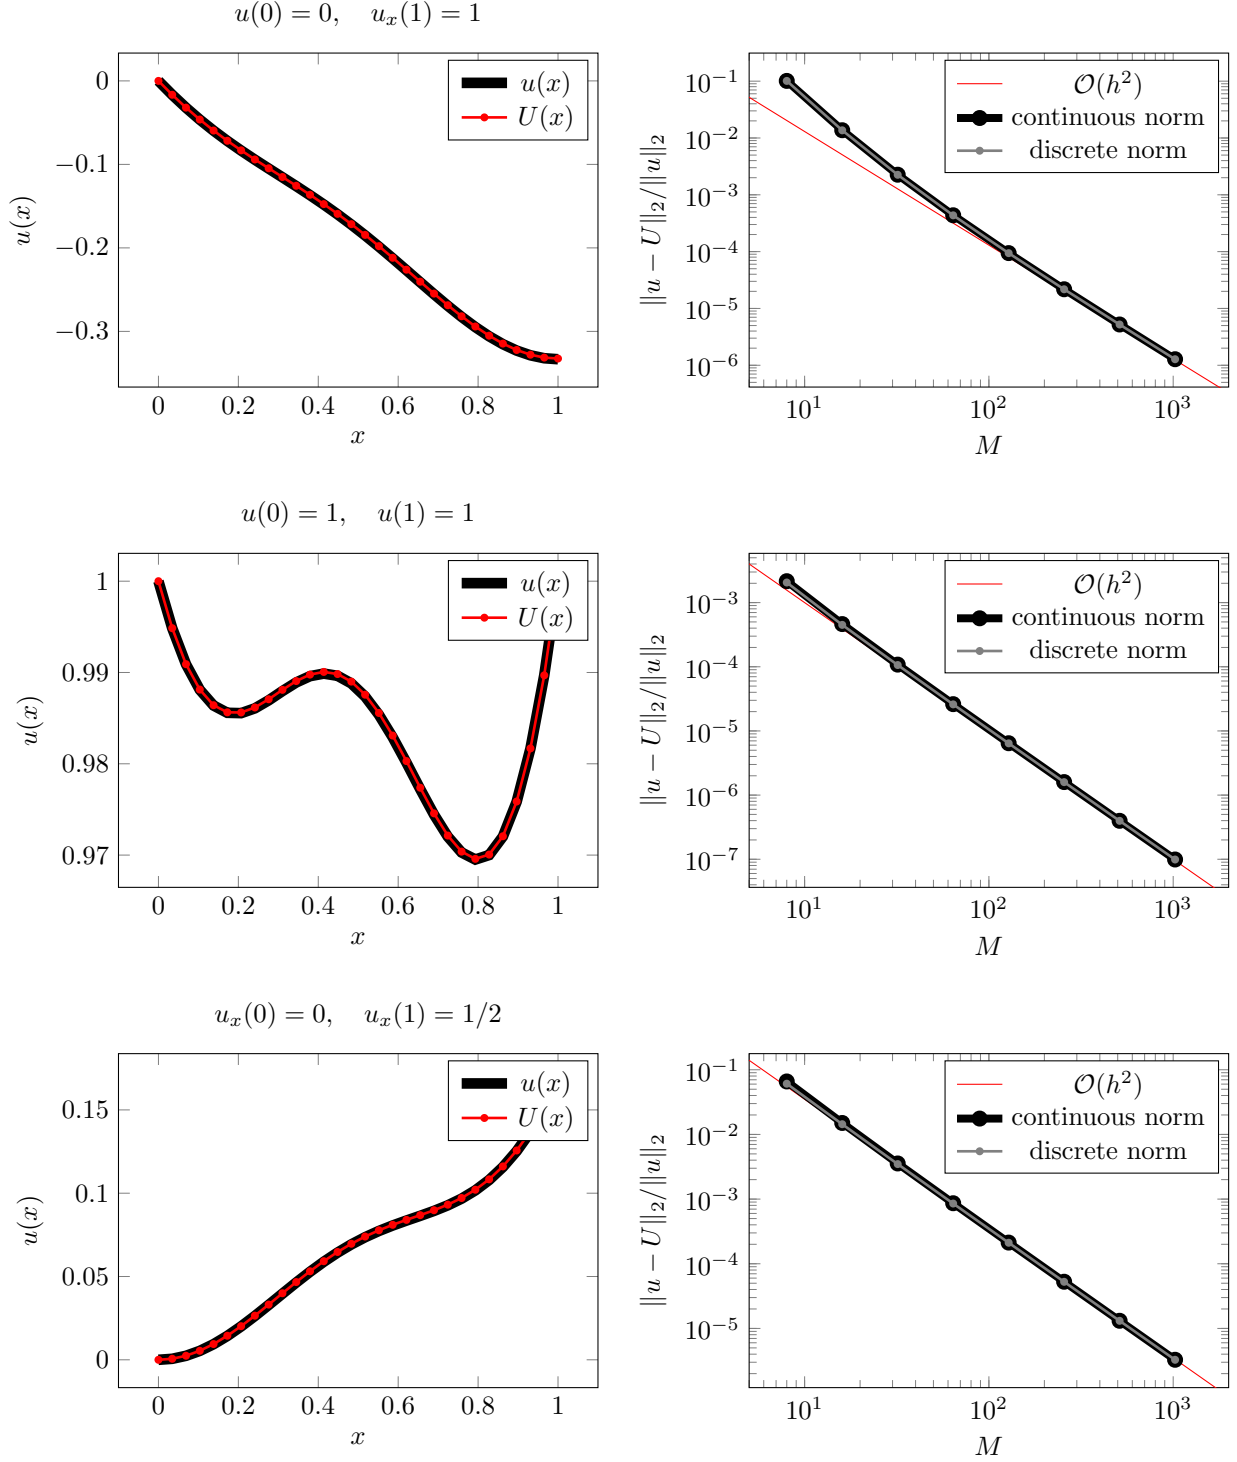 u(0) = 0, u_x(1) = 1
u(x)
U(x)
0
−0.1
−0.2
−0.3
u(x)
0 0.2 0.4 0.6 0.8 1
x
O(h^2)
continuous norm
discrete norm
10^−1
10^−2
10^−3
10^−4
10^−5
10^−6
||u − U||_2/||u||_2
10^1 10^2 10^3
M
u(0) = 1, u(1) = 1
u(x)
U(x)
1
0.99
0.98
0.97
u(x)
0 0.2 0.4 0.6 0.8 1
x
O(h^2)
continuous norm
discrete norm
10^−3
10^−4
10^−5
10^−6
10^−7
||u − U||_2/||u||_2
10^1 10^2 10^3
M
u_x(0) = 0, u_x(1) = 1/2
u(x)
U(x)
0.15
0.1
0.05
0
u(x)
0 0.2 0.4 0.6 0.8 1
x
O(h^2)
continuous norm
discrete norm
10^−1
10^−2
10^−3
10^−4
10^−5
||u − U||_2/||u||_2
10^1 10^2 10^3
M